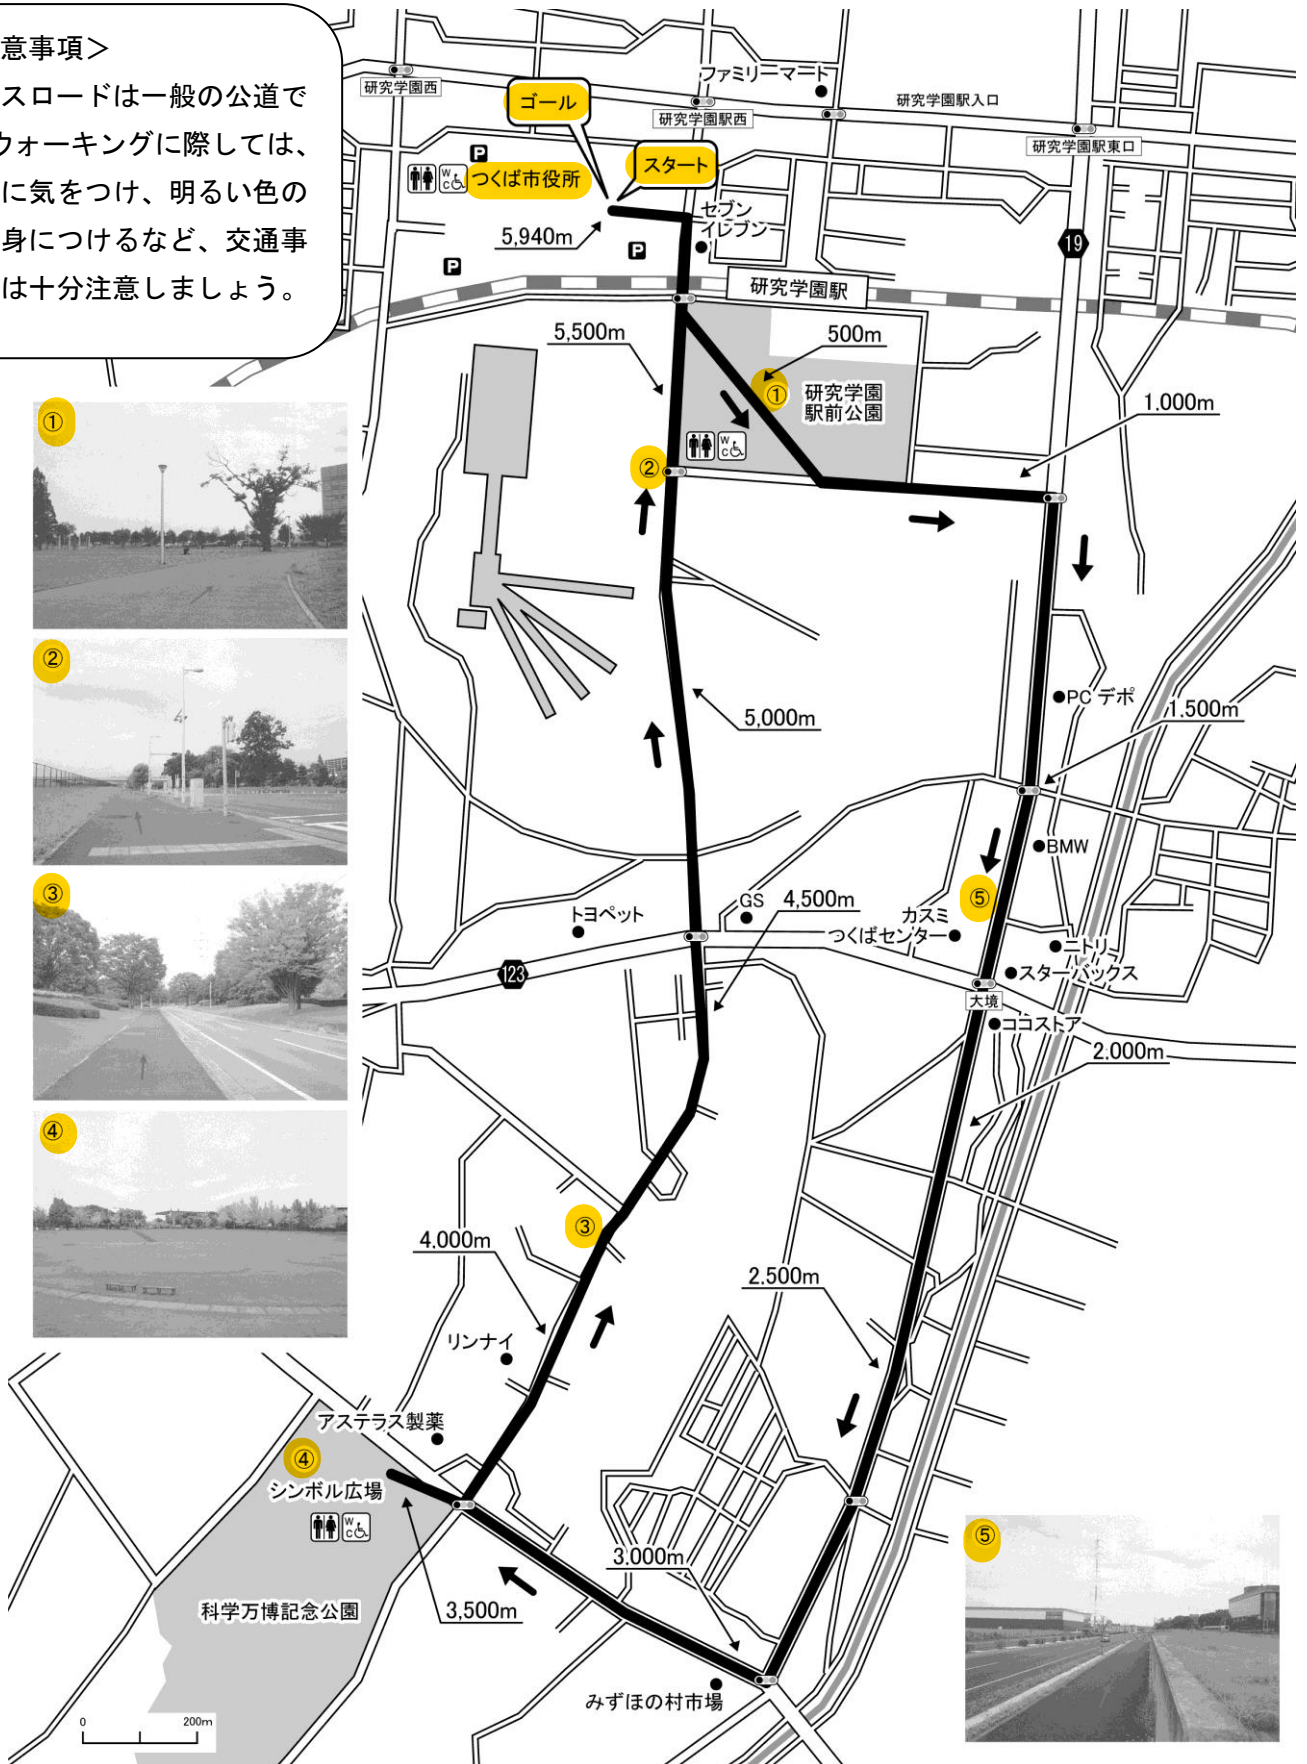 意事項＞
スロードは一般の公道で
ウォーキングに際しては、
に気をつけ、明るい色の
身につけるなど、交通事
は十分注意しましょう。
ファミリーマート
研究学園西
ゴール
研究学園駅西
研究学園駅入口
研究学園駅東口
P
WC
つくば市役所
スタート
セブン
イレブン
5,940m
P
19
P
研究学園駅
5,500m
500m
①
研究学園
駅前公園
1.000m
①
WC
②
②
PC デポ
1.500m
5,000m
BMW
③
⑤
GS
4,500m
カスミ
つくばセンター
トヨペット
ニトリ
スターバックス
123
大境
ココストア
2,000m
④
③
4,000m
2.500m
リンナイ
アステラス製薬
④
シンボル広場
WC
⑤
3.000m
3,500m
科学万博記念公園
みずほの村市場
0
200m